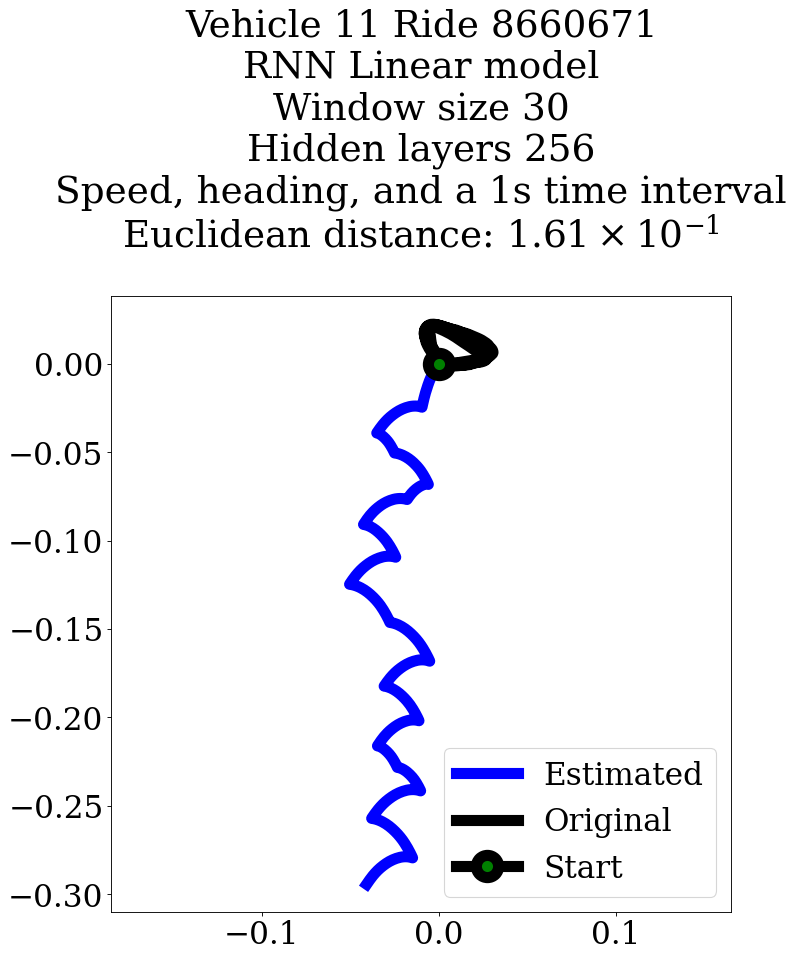 Vehicle 11 Ride 8660671
RNN Linear model
Window size 30
Hidden layers 256
Speed, heading, and a 1s time interval
Euclidean distance: 1.61 × 10⁻¹
0.00
−0.05
−0.10
−0.15
−0.20
−0.25
−0.30
−0.1 0.0 0.1
Estimated
Original
Start